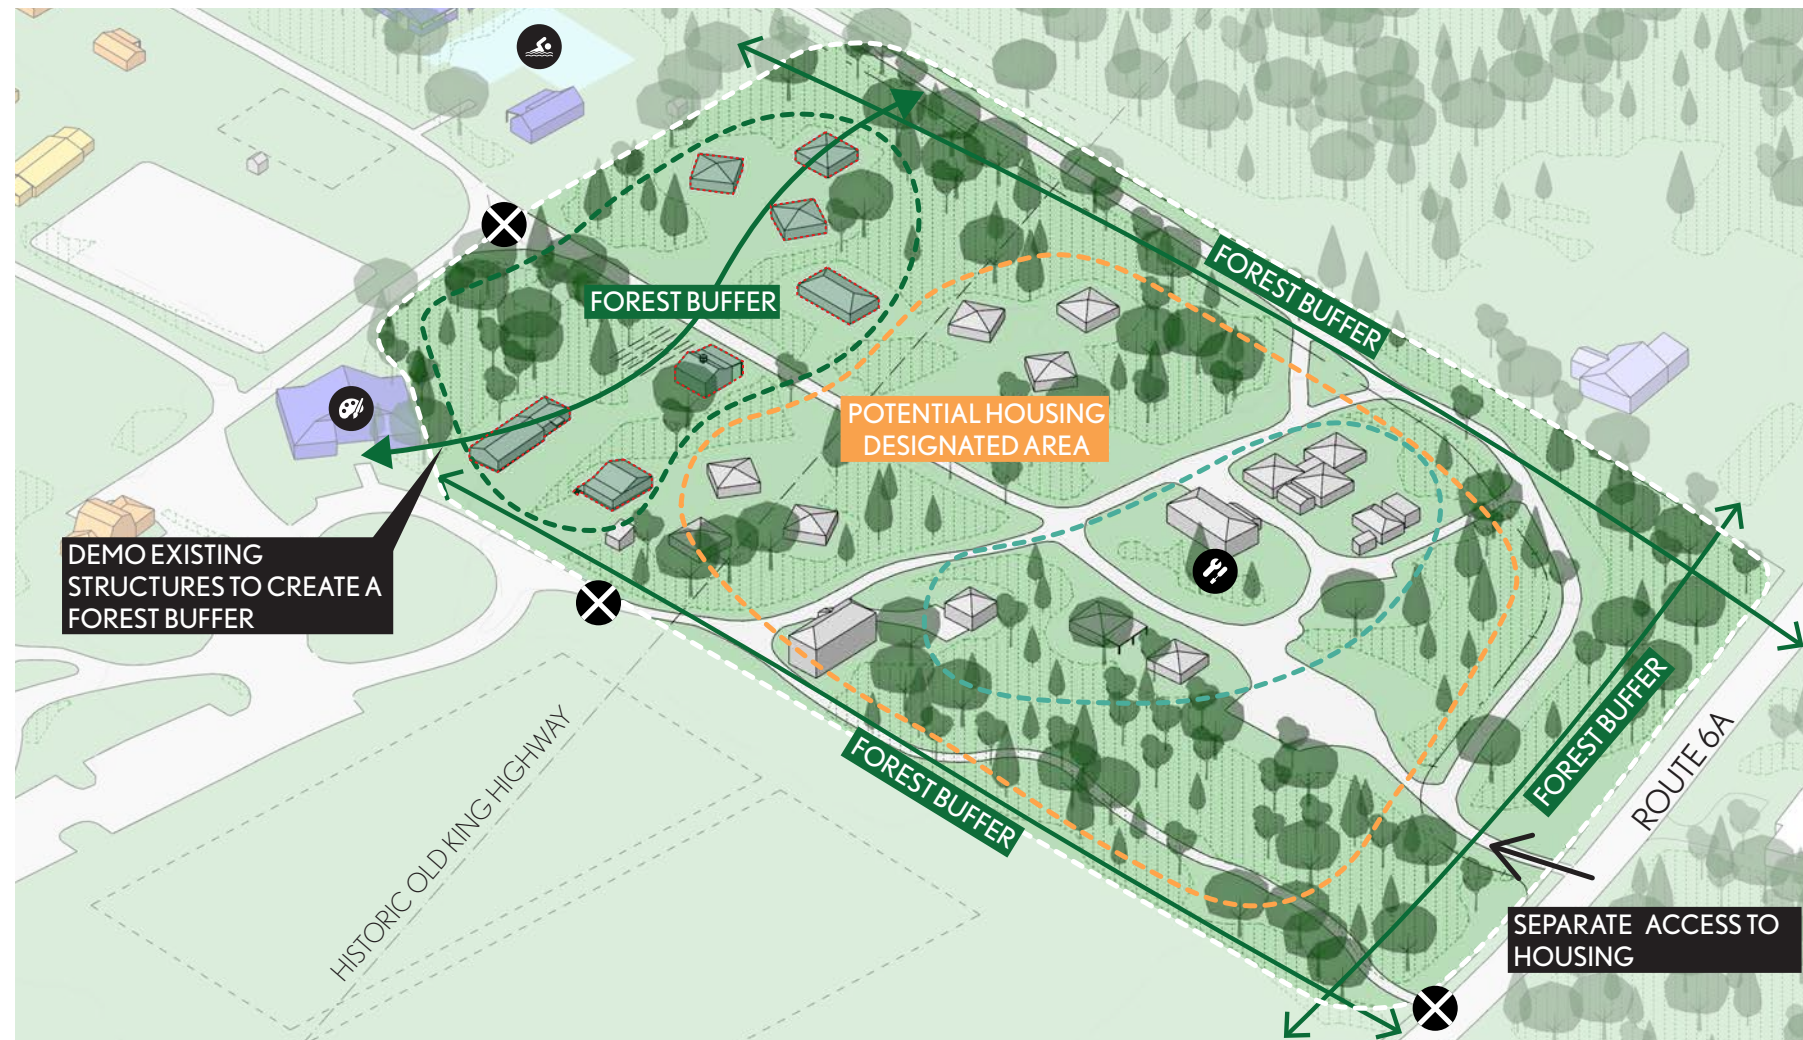 FOREST BUFFER
FOREST BUFFER
POTENTIAL HOUSING
DESIGNATED AREA
DEMO EXISTING
STRUCTURES TO CREATE A
FOREST BUFFER
FOREST BUFFER
FOREST BUFFER
ROUTE 6A
HISTORIC OLD KING HIGHWAY
SEPARATE ACCESS TO
HOUSING